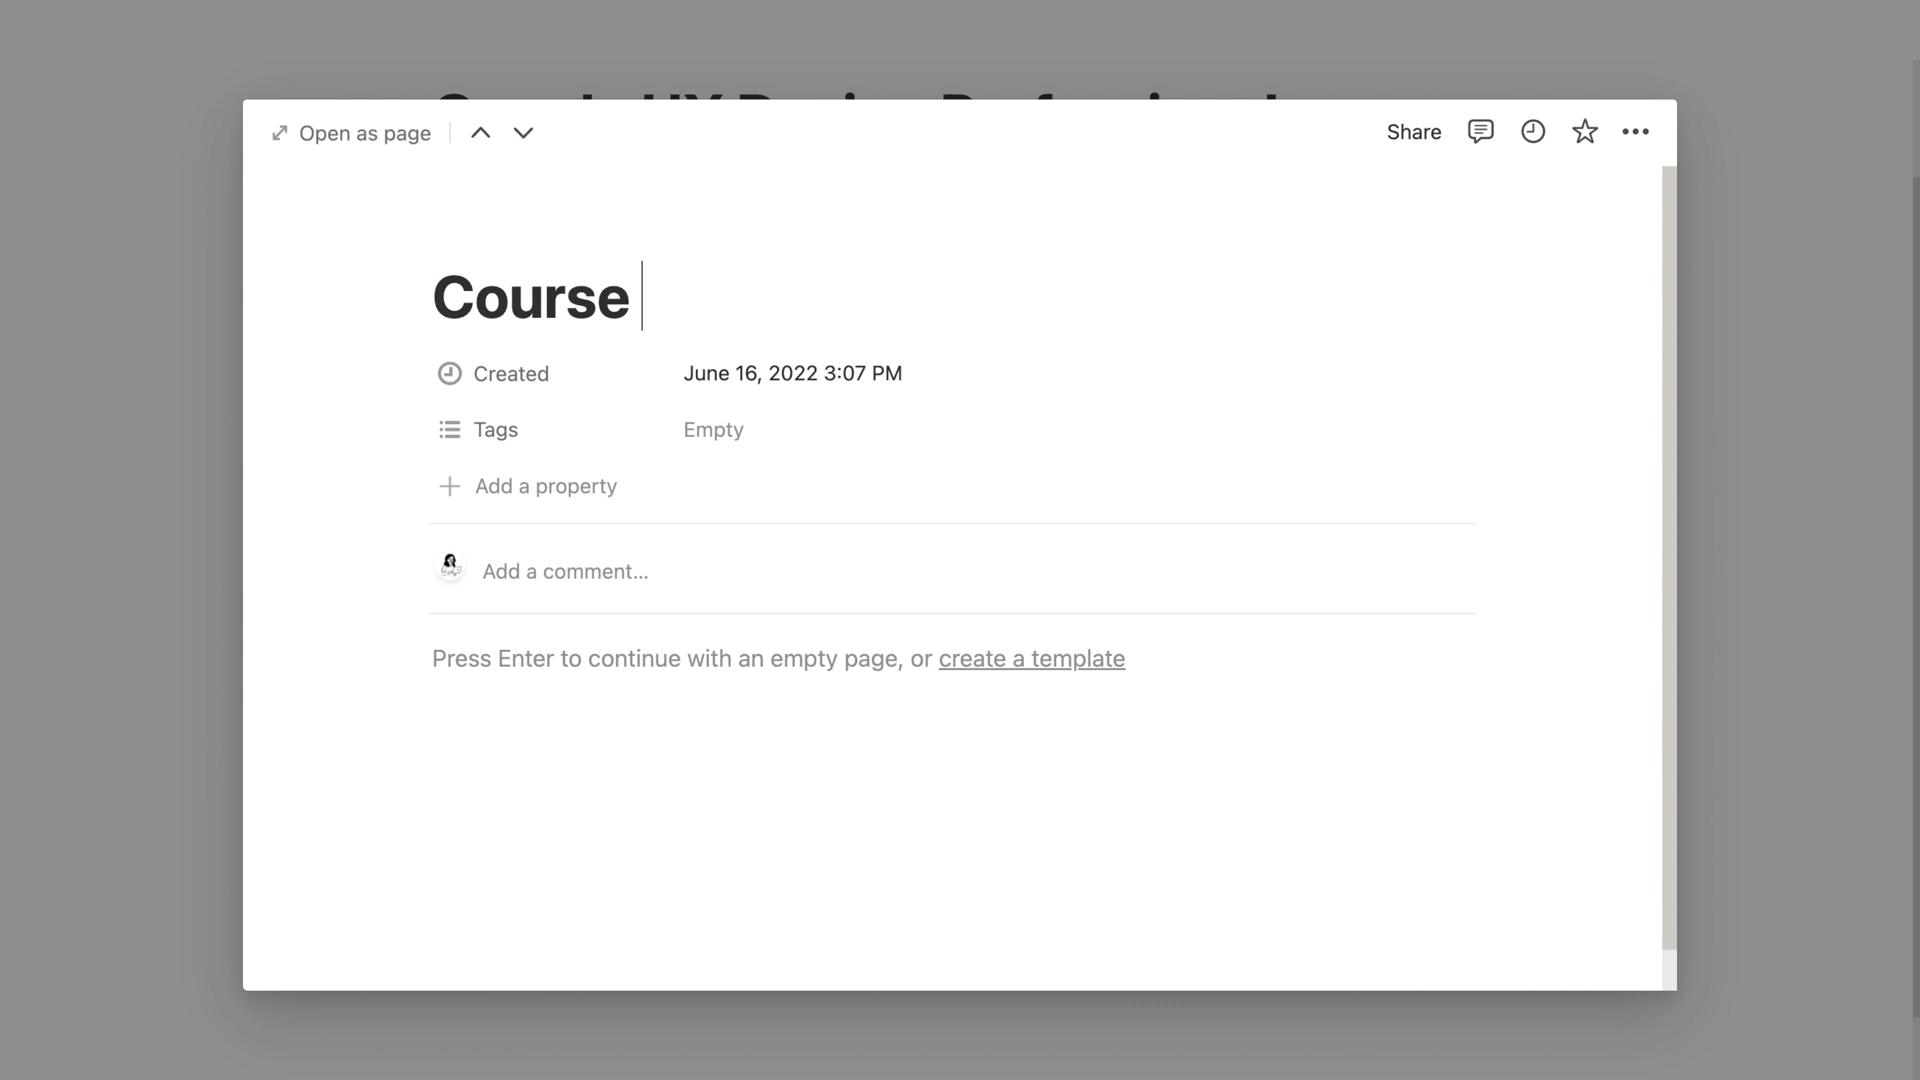 Open as page
Share
Course
Created June 16, 2022 3:07 PM
Tags Empty
Add a property
Add a comment...
Press Enter to continue with an empty page, or create a template